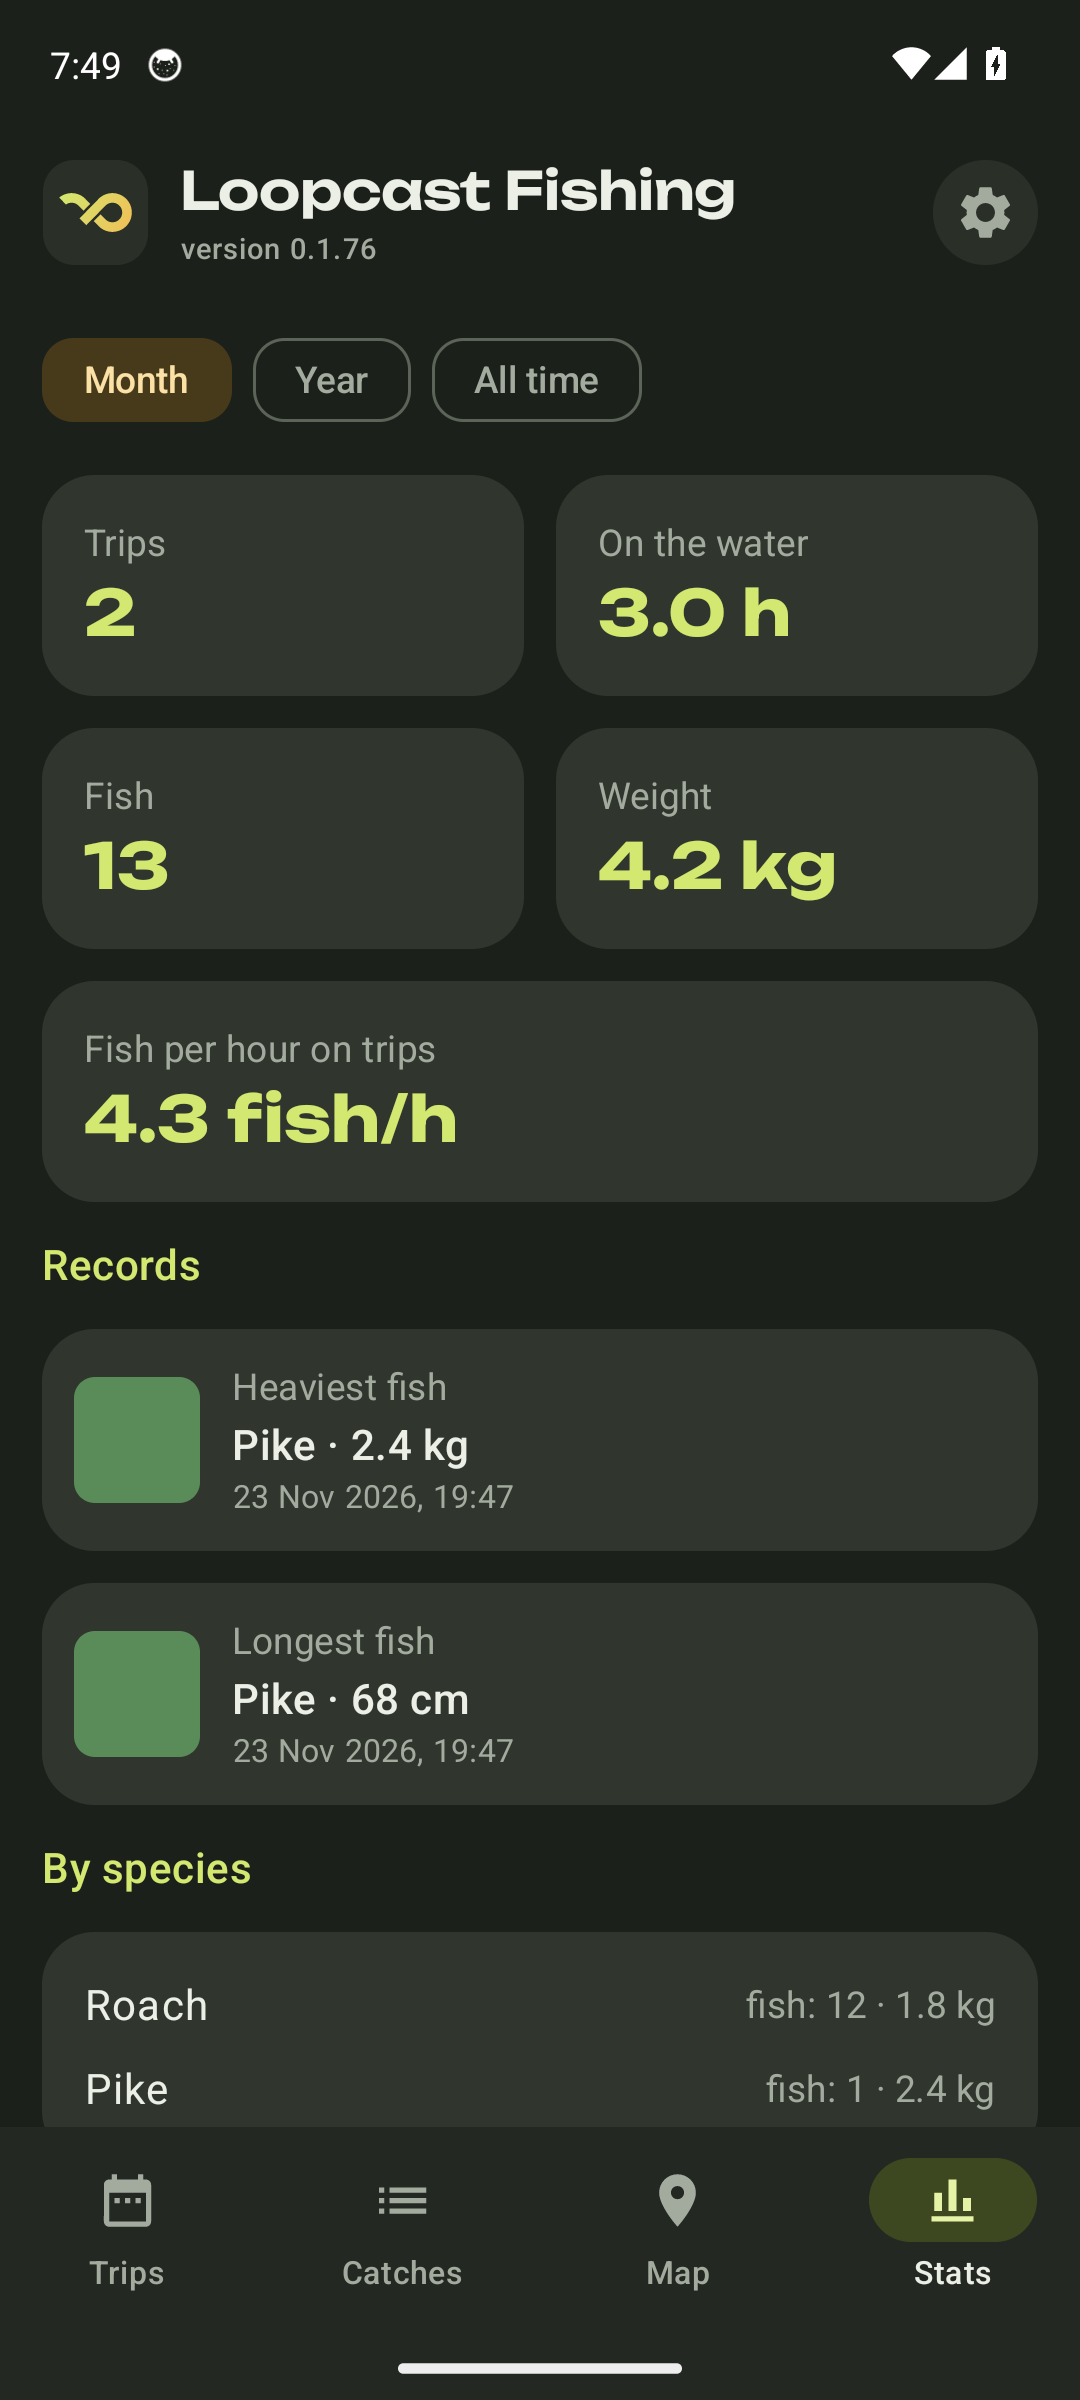 7:49
Loopcast Fishing
version 0.1.76
Month
Year
All time
Trips
2
On the water
3.0 h
Fish
13
Weight
4.2 kg
Fish per hour on trips
4.3 fish/h
Records
Heaviest fish
Pike · 2.4 kg
23 Nov 2026, 19:47
Longest fish
Pike · 68 cm
23 Nov 2026, 19:47
By species
Roach
fish: 12 · 1.8 kg
Pike
fish: 1 · 2.4 kg
Trips
Catches
Map
Stats